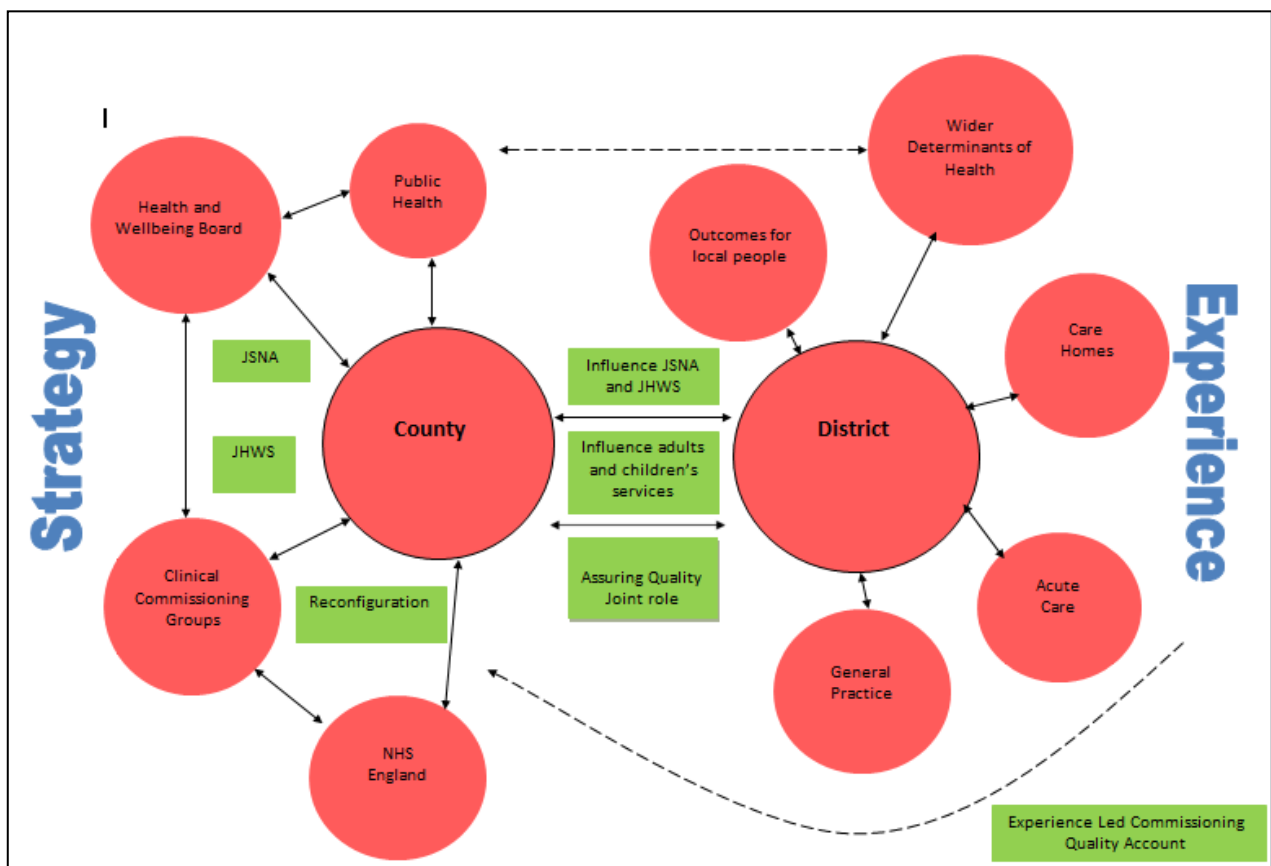 I
Strategy
Health and
Wellbeing Board
Public
Health
JSNA
JHWS
County
Clinical
Commissioning
Groups
Reconfiguration
NHS
England
Influence JSNA
and JHWS
Influence adults
and children's
services
Assuring Quality
Joint role
Wider
Determinants of
Health
Outcomes for
local people
Care
Homes
District
Acute
Care
General
Practice
Experience
Experience Led Commissioning
Quality Account